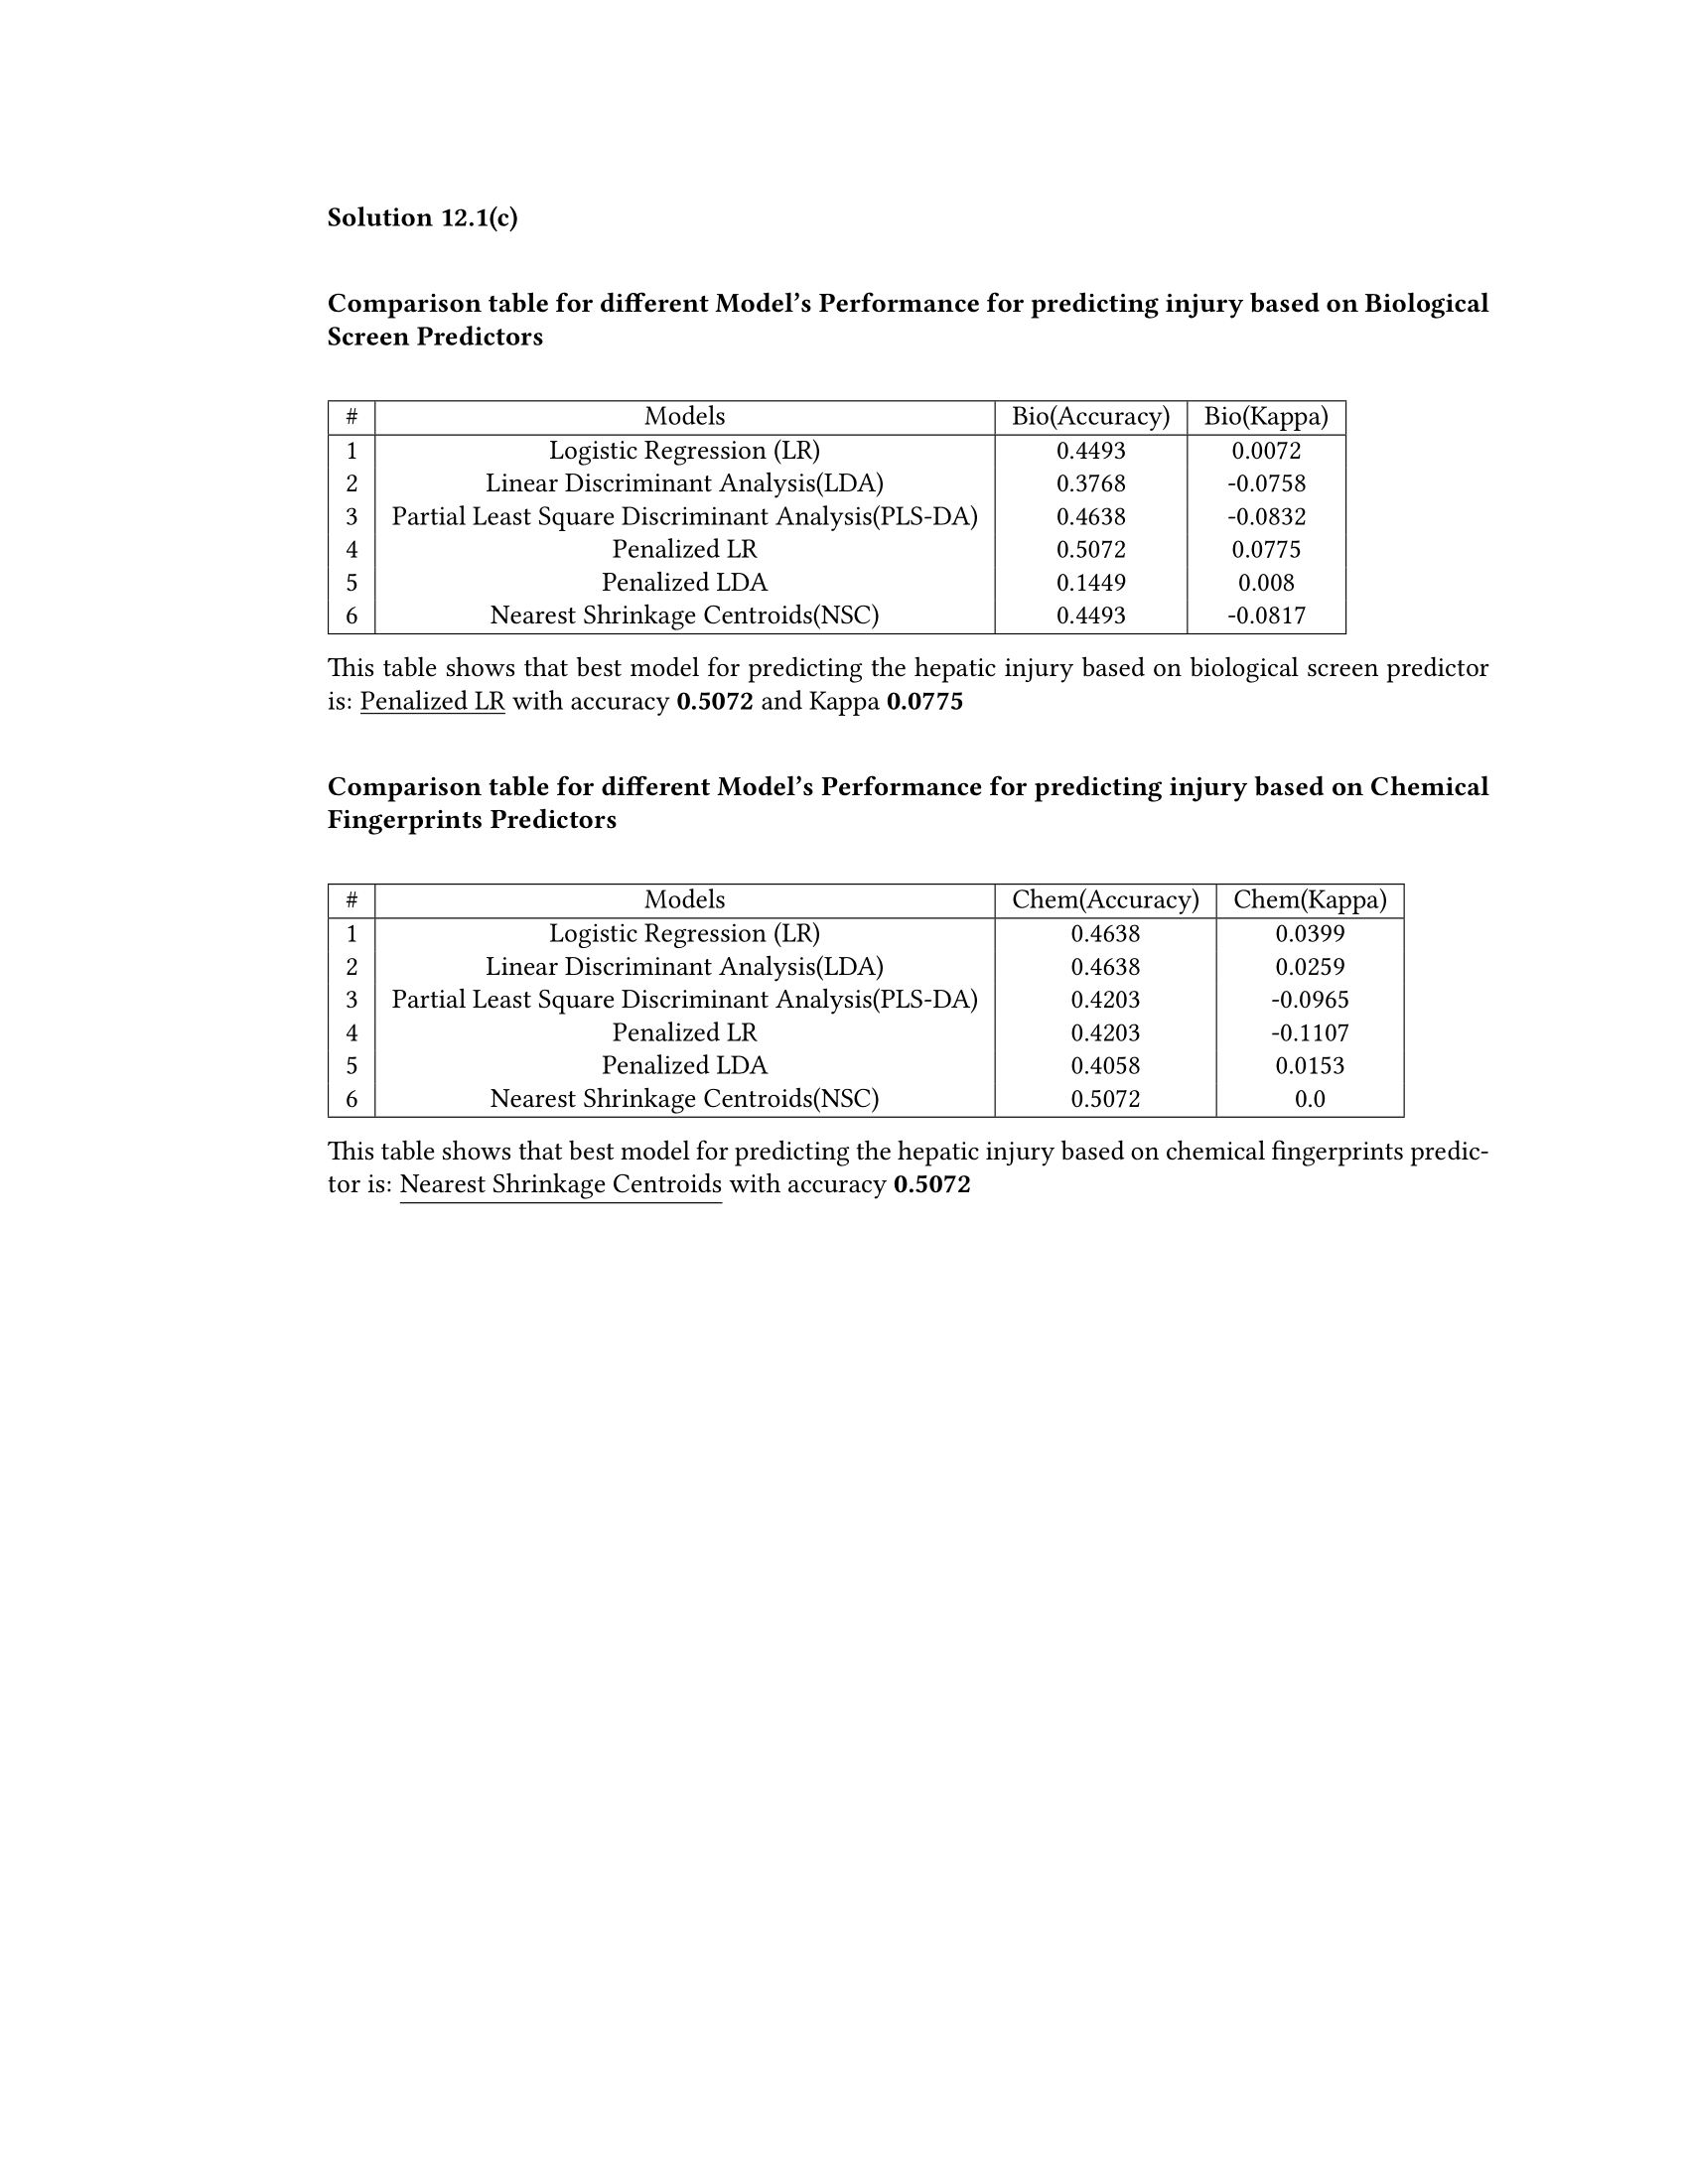 Solution 12.1(c)
Comparison table for different Model's Performance for predicting injury based on Biological
Screen Predictors
# Models Bio(Accuracy) Bio(Kappa)
1 Logistic Regression (LR) 0.4493 0.0072
2 Linear Discriminant Analysis(LDA) 0.3768 -0.0758
3 Partial Least Square Discriminant Analysis(PLS-DA) 0.4638 -0.0832
4 Penalized LR 0.5072 0.0775
5 Penalized LDA 0.1449 0.008
6 Nearest Shrinkage Centroids(NSC) 0.4493 -0.0817
This table shows that best model for predicting the hepatic injury based on biological screen predictor
is: Penalized LR with accuracy 0.5072 and Kappa 0.0775
Comparison table for different Model's Performance for predicting injury based on Chemical
Fingerprints Predictors
# Models Chem(Accuracy) Chem(Kappa)
1 Logistic Regression (LR) 0.4638 0.0399
2 Linear Discriminant Analysis(LDA) 0.4638 0.0259
3 Partial Least Square Discriminant Analysis(PLS-DA) 0.4203 -0.0965
4 Penalized LR 0.4203 -0.1107
5 Penalized LDA 0.4058 0.0153
6 Nearest Shrinkage Centroids(NSC) 0.5072 0.0
This table shows that best model for predicting the hepatic injury based on chemical fingerprints predic-
tor is: Nearest Shrinkage Centroids with accuracy 0.5072